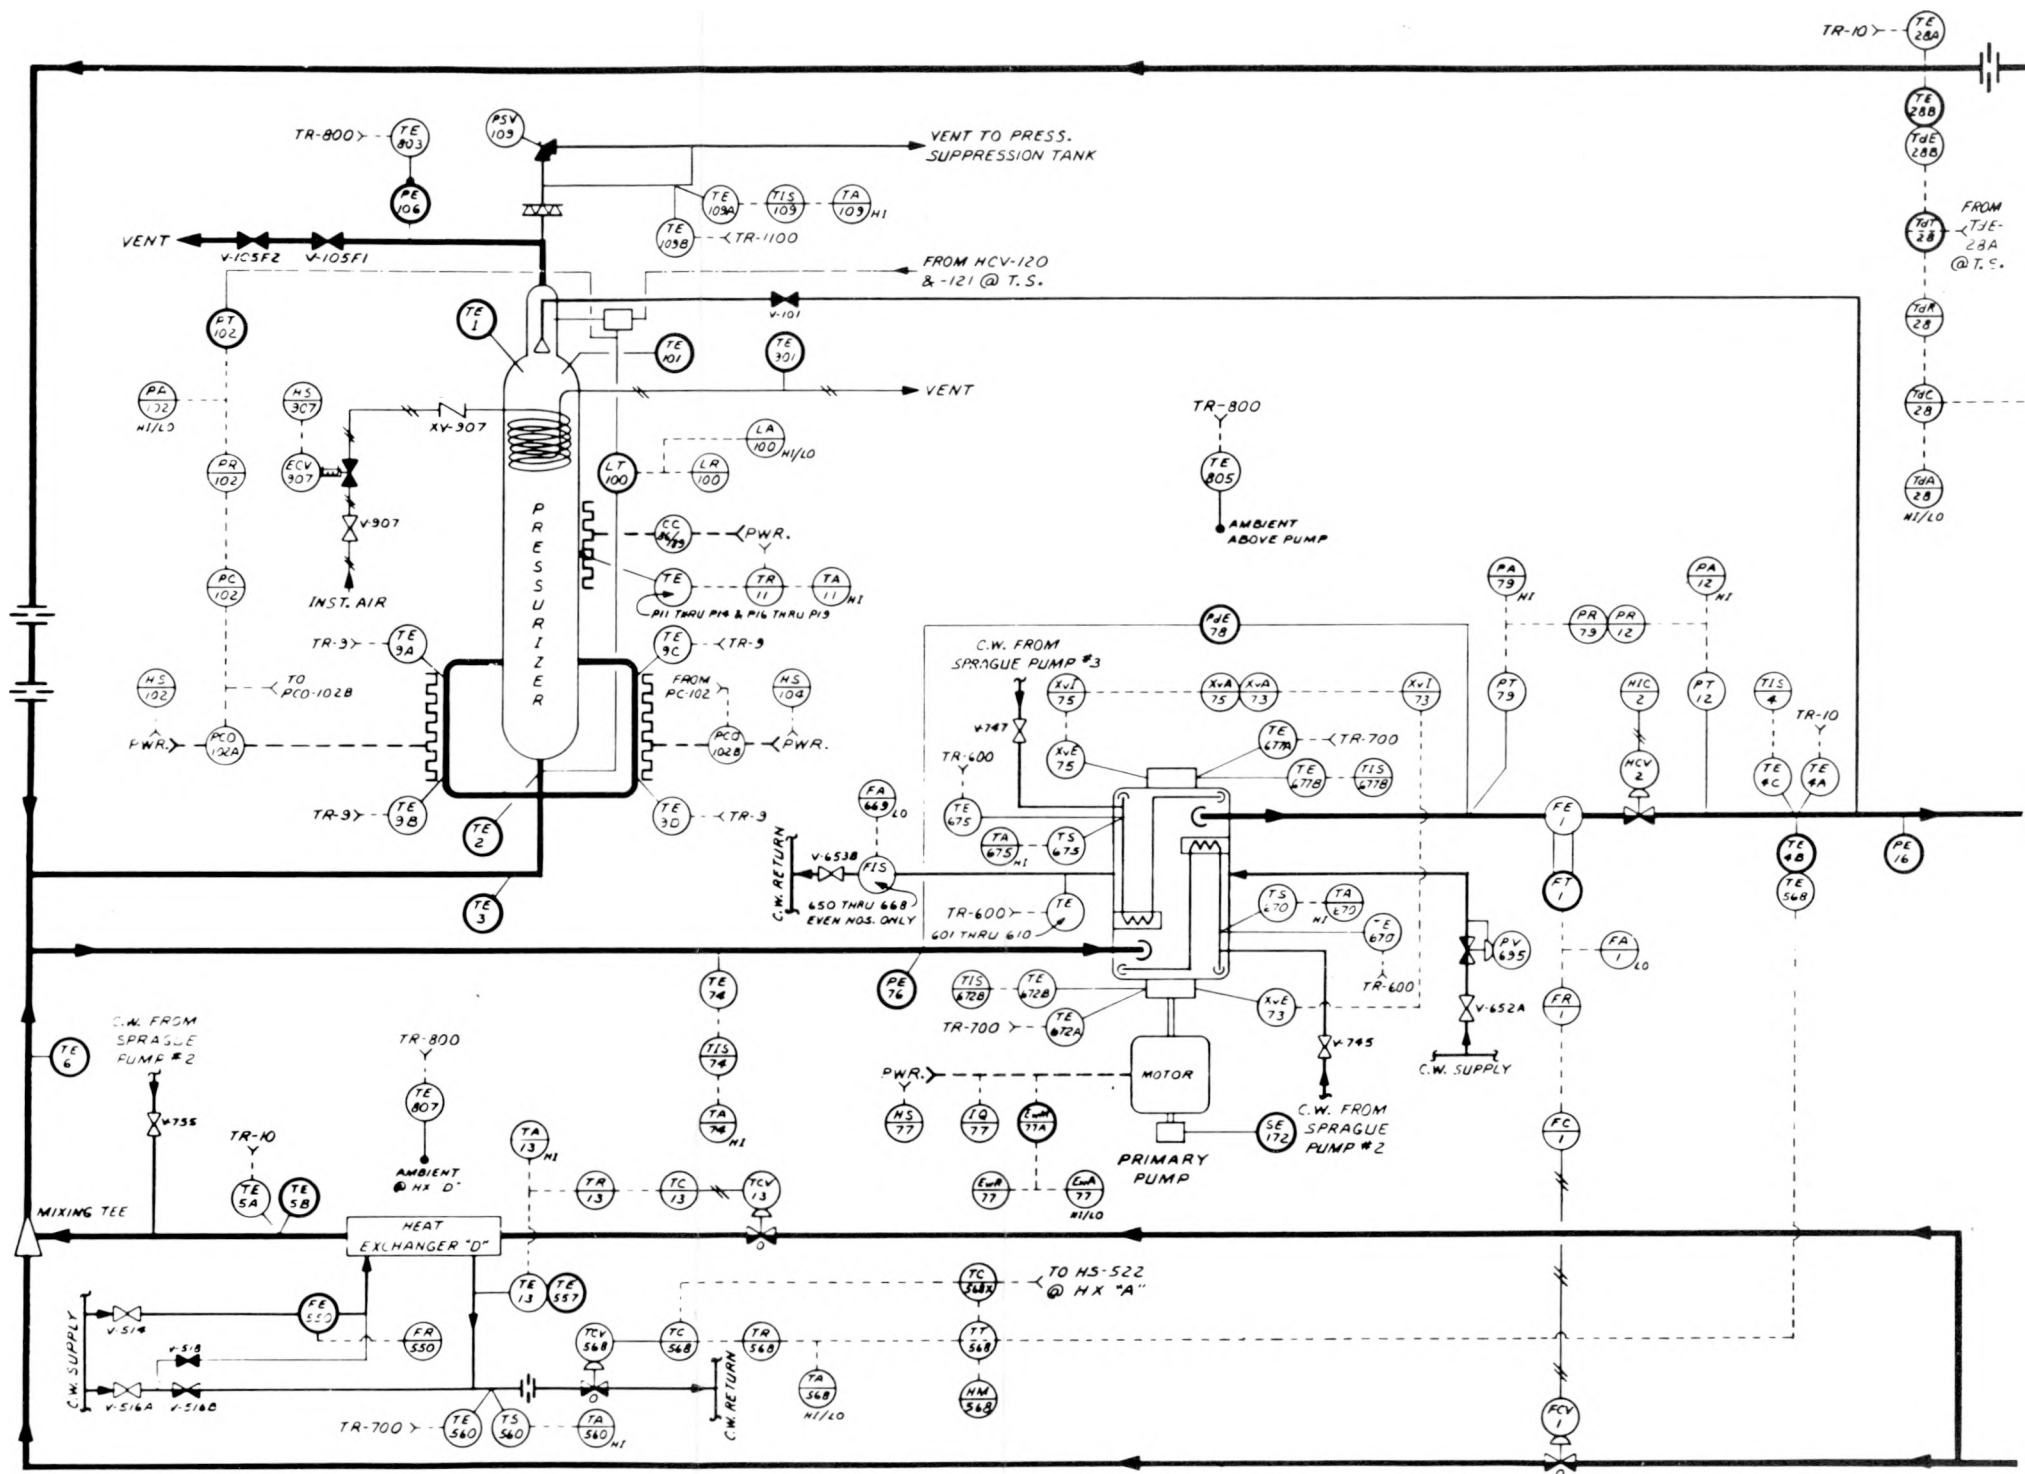 TR-10
TE
28A
TE
28B
TdE
28B
TdT
28
FROM
TdE-
28A
@ T.S.
TdR
28
TdC
28
TdA
28
HI/LO
TR-800
TE
803
PE
106
PSV
109
VENT TO PRESS.
SUPPRESSION TANK
TE
109A
TIS
109
TA
109
HI
TE
109B
TR-1100
VENT
V-105F2
V-105F1
FROM HCV-120
& -121 @ T.S.
V-101
PT
102
TE
1
TE
101
TE
301
VENT
PA
102
HI/LO
HS
907
XV-907
ECV
907
V-907
INST. AIR
PR
102
PC
102
LA
100
HI/LO
LT
100
LR
100
PRESSURIZER
CC
86/
189
PWR.
TE
TR
11
TA
11
HI
P11 THRU P14 & P16 THRU P19
TR-800
TE
805
AMBIENT
ABOVE PUMP
TR-9
TE
9A
TE
9C
TR-9
HS
102
TO
PCO-102B
FROM
PC-102
HS
104
PWR.
PCO
102A
PCO
102B
PWR.
TR-9
TE
9B
TE
9D
TR-9
TE
2
TE
3
PdE
78
C.W. FROM
SPRAGUE PUMP #3
V-747
XvI
75
XvA
75
XvA
73
XvI
73
XvE
75
TE
677A
TR-700
TE
677B
TIS
677B
TR-600
TE
675
TA
675
HI
TS
675
PA
79
HI
PR
79
PR
12
PA
12
HI
PT
79
HIC
2
PT
12
TIS
4
TR-10
HCV
2
TE
4C
TE
4A
FE
1
FT
1
TE
4B
TE
568
PE
16
FA
669
LO
C.W. RETURN
V-653B
FIS
650 THRU 668
EVEN NOS. ONLY
TR-600
TE
601 THRU 610
TS
670
TA
670
HI
TE
670
TR-600
PV
695
V-652A
C.W. SUPPLY
FA
1
LO
FR
1
FC
1
FCV
1
O
PE
76
TIS
672B
TE
672B
TR-700
TE
672A
XvE
73
V-745
C.W. FROM
SPRAGUE
PUMP #2
MOTOR
PWR.
HS
77
IQ
77
EwM
77A
SE
172
PRIMARY
PUMP
EwR
77
EwA
77
HI/LO
TE
74
TIS
74
TA
74
HI
TE
6
C.W. FROM
SPRAGUE
PUMP #2
V-755
TR-800
TE
807
AMBIENT
@ HX "D"
TR-10
TE
5A
TE
5B
MIXING TEE
HEAT
EXCHANGER "D"
TA
13
HI
TR
13
TC
13
TCV
13
O
TE
13
TE
557
C.W. SUPPLY
V-514
FE
550
FR
550
V-518
V-516A
V-516B
TCV
568
O
TC
568
TR
568
TC
568X
TO HS-522
@ HX "A"
TT
568
HM
568
TA
568
HI/LO
C.W. RETURN
TR-700
TE
560
TS
560
TA
560
HI